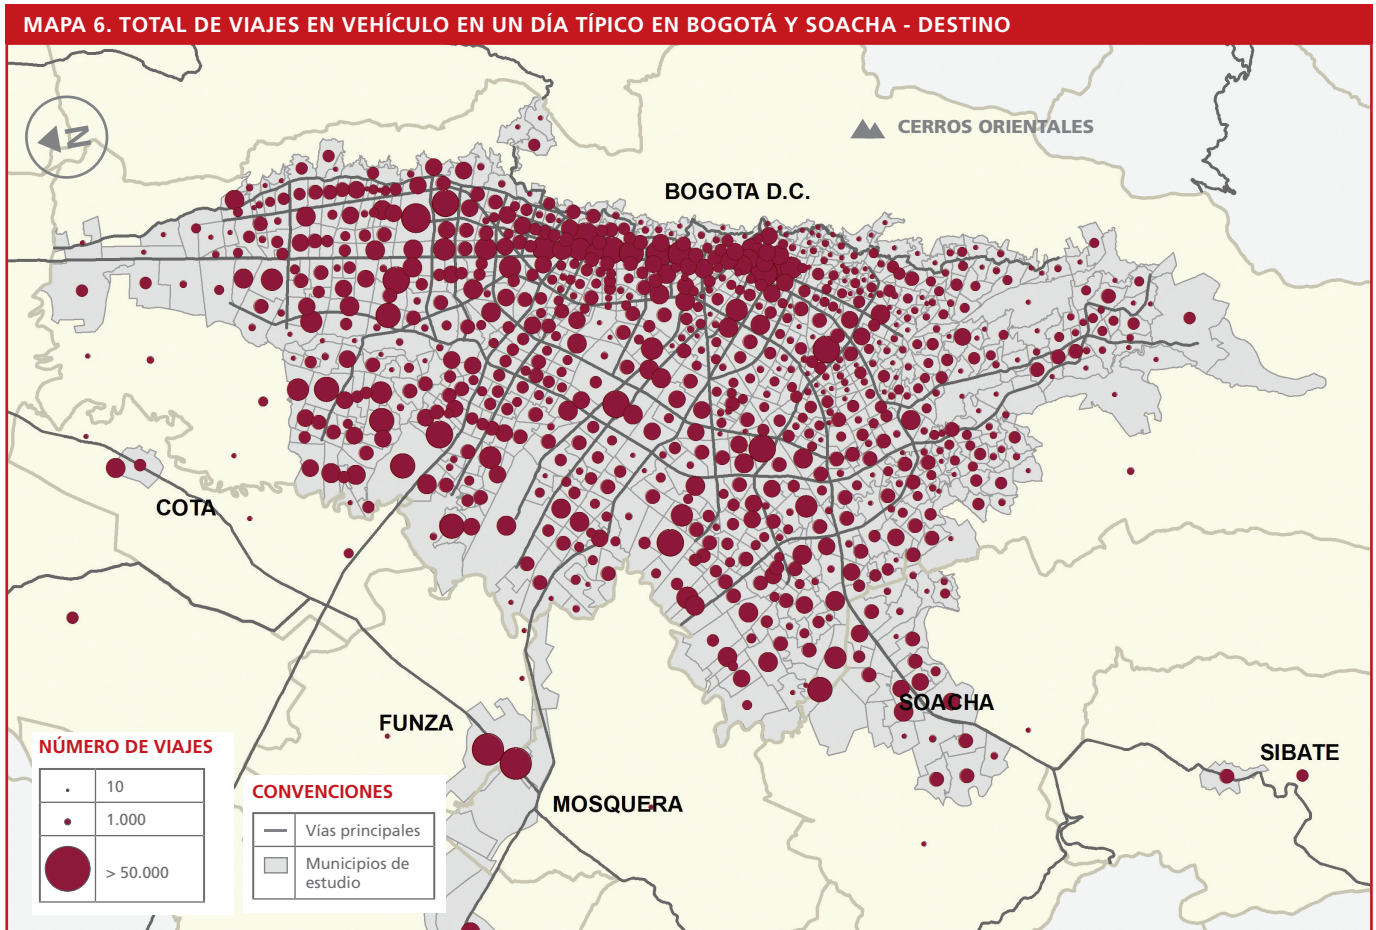 MAPA 6. TOTAL DE VIAJES EN VEHÍCULO EN UN DÍA TÍPICO EN BOGOTÁ Y SOACHA - DESTINO
N
CERROS ORIENTALES
BOGOTA D.C.
COTA
FUNZA
SOACHA
MOSQUERA
SIBATE
NÚMERO DE VIAJES
10
1.000
> 50.000
CONVENCIONES
Vías principales
Municipios de
estudio